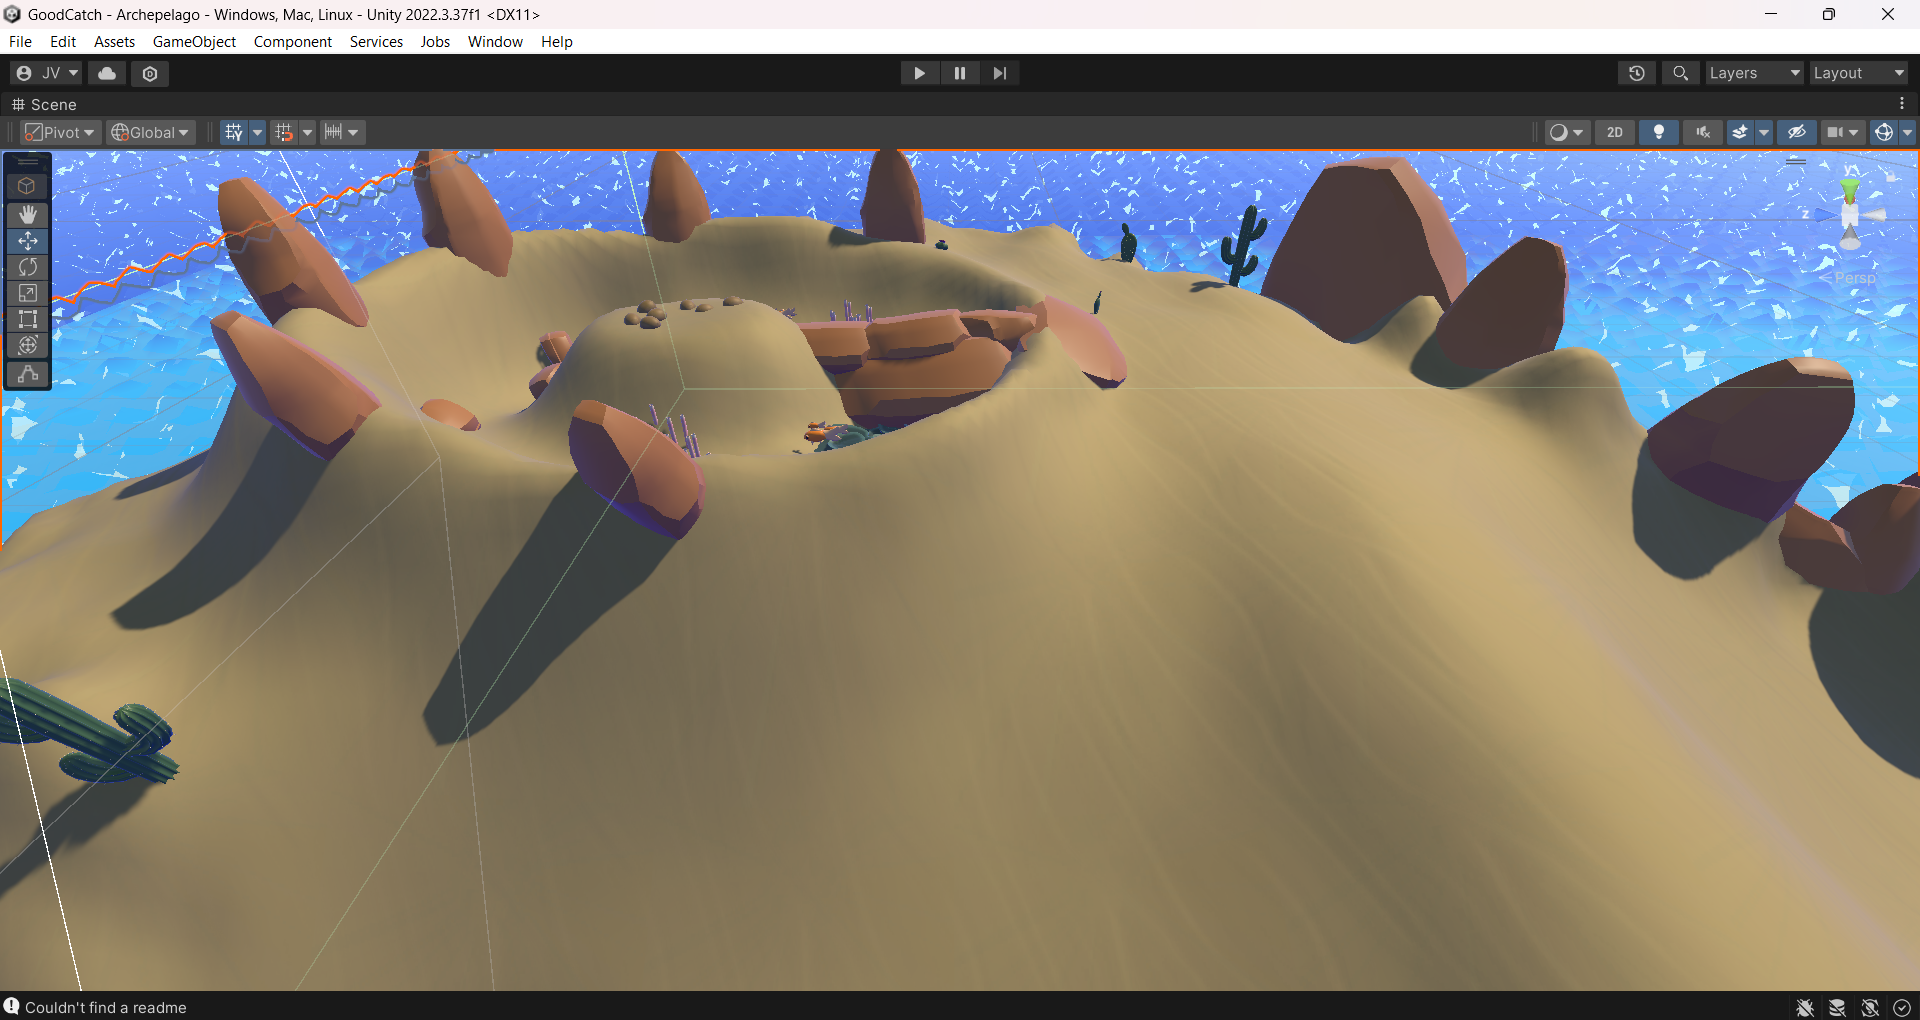 GoodCatch - Archepelago - Windows, Mac, Linux - Unity 2022.3.37f1 <DX11>
File Edit Assets GameObject Component Services Jobs Window Help
JV Layers Layout
Scene
Pivot Global 2D
y
z
Persp
Couldn't find a readme